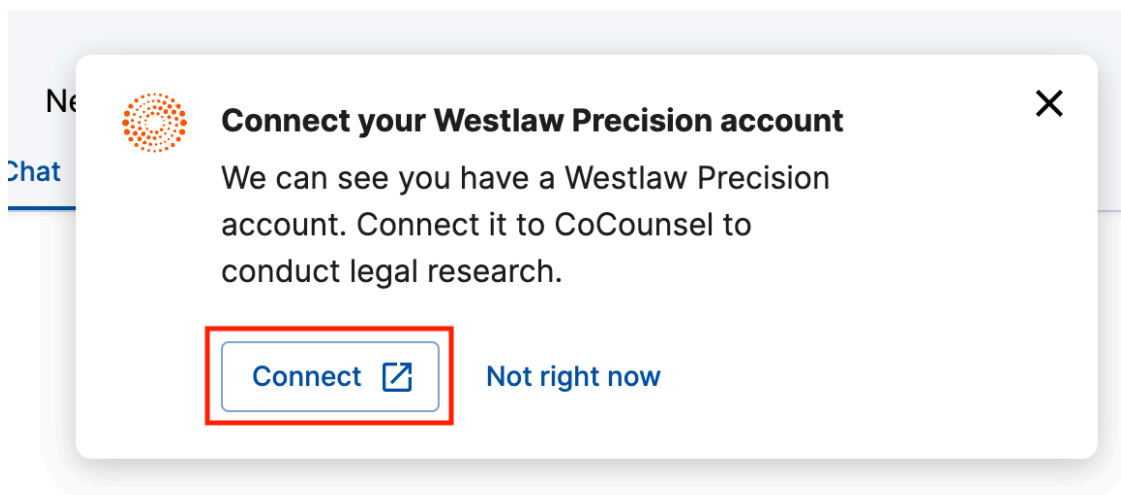 Ne
Connect your Westlaw Precision account
Chat
We can see you have a Westlaw Precision
account. Connect it to CoCounsel to
conduct legal research.
Connect
Not right now